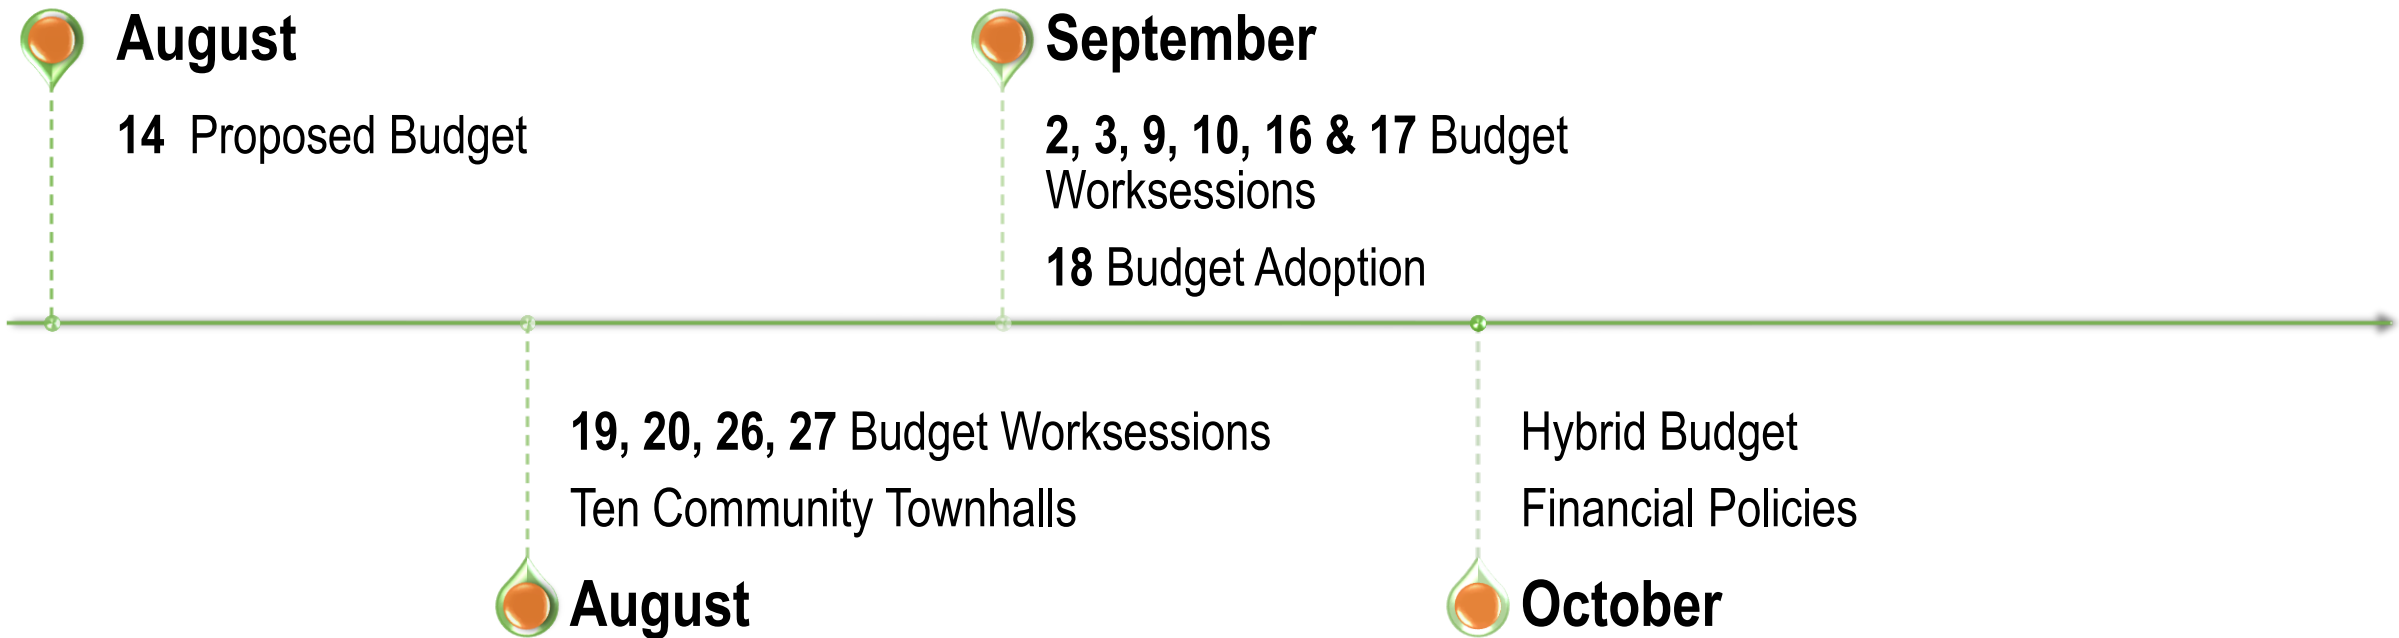 August
14 Proposed Budget
September
2, 3, 9, 10, 16 & 17 Budget
Worksessions
18 Budget Adoption
19, 20, 26, 27 Budget Worksessions
Ten Community Townhalls
August
Hybrid Budget
Financial Policies
October